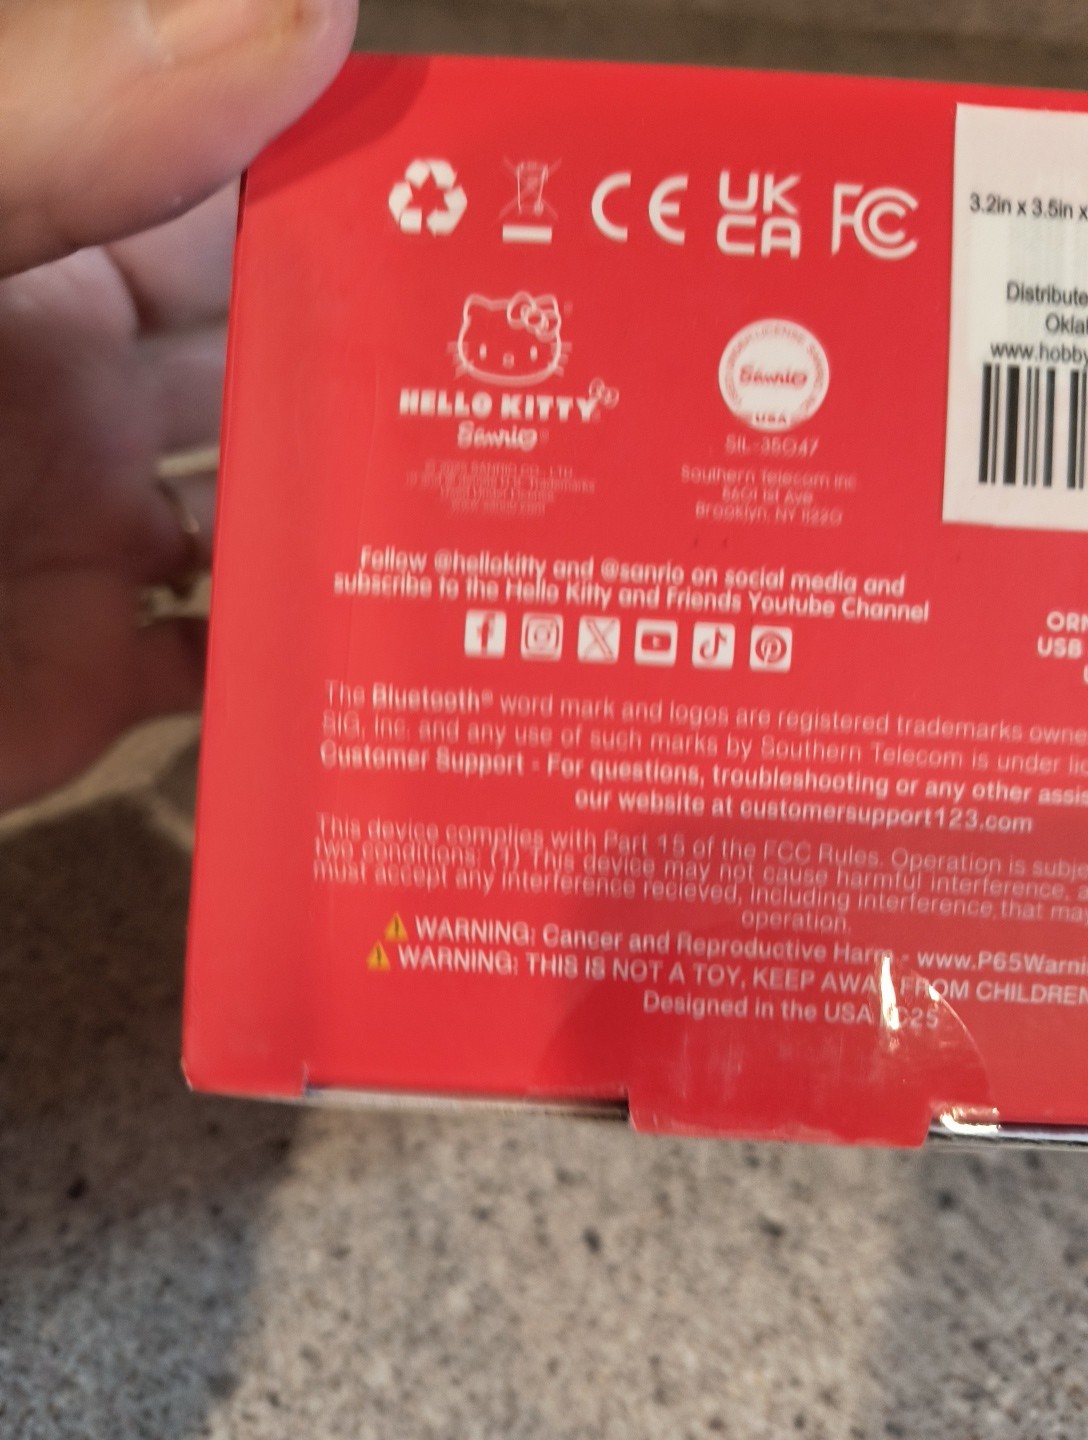 CE UK CA FC
3.2in x 3.5in x
Distribute
Oklah
www.hobby
HELLO KITTY
Sanrio
Sanrio
USA
SIL-35047
Southern Telecom Inc
5601 1st Ave
Brooklyn, NY 11220
Follow @hellokitty and @sanrio on social media and
subscribe to the Hello Kitty and Friends Youtube Channel
ORN
USB
The Bluetooth® word mark and logos are registered trademarks owne
SIG, Inc. and any use of such marks by Southern Telecom is under lic
Customer Support - For questions, troubleshooting or any other assis
our website at customersupport123.com
This device complies with Part 15 of the FCC Rules. Operation is subje
two conditions: (1) This device may not cause harmful interference,
must accept any interference recieved, including interference that ma
operation.
WARNING: Cancer and Reproductive Harm - www.P65Warni
WARNING: THIS IS NOT A TOY, KEEP AWAY FROM CHILDREN
Designed in the USA C25